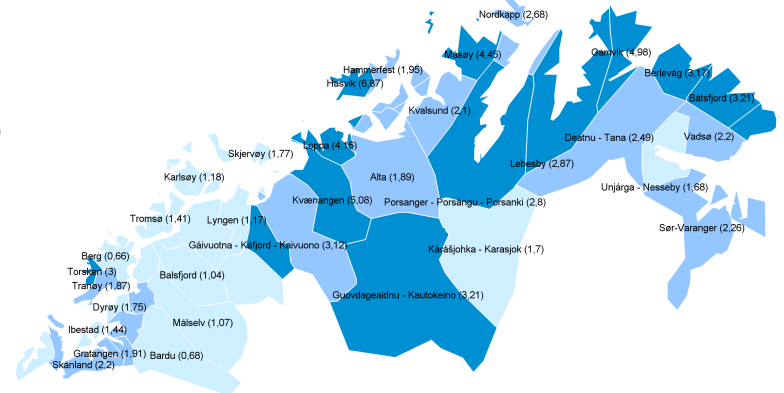 Nordkapp (2,68)
Måsøy (4,45)
Gamvik (4,98)
Hammerfest (1,95)
Berlevåg (3,17)
Hasvik (6,87)
Båtsfjord (3,21)
Kvalsund (2,1)
Deatnu - Tana (2,49)
Vadsø (2,2)
Loppa (4,16)
Skjervøy (1,77)
Lebesby (2,87)
Karlsøy (1,18)
Alta (1,89)
Unjárga - Nesseby (1,68)
Kvænangen (5,08)
Porsanger - Porsángu - Porsanki (2,8)
Tromsø (1,41)
Lyngen (1,17)
Sør-Varanger (2,26)
Gáivuotna - Kåfjord - Kaivuono (3,12)
Kárášjohka - Karasjok (1,7)
Berg (0,66)
Torsken (3)
Balsfjord (1,04)
Tranøy (1,87)
Guovdageaidnu - Kautokeino (3,21)
Dyrøy (1,75)
Målselv (1,07)
Ibestad (1,44)
Gratangen (1,91)
Bardu (0,68)
Skånland (2,2)